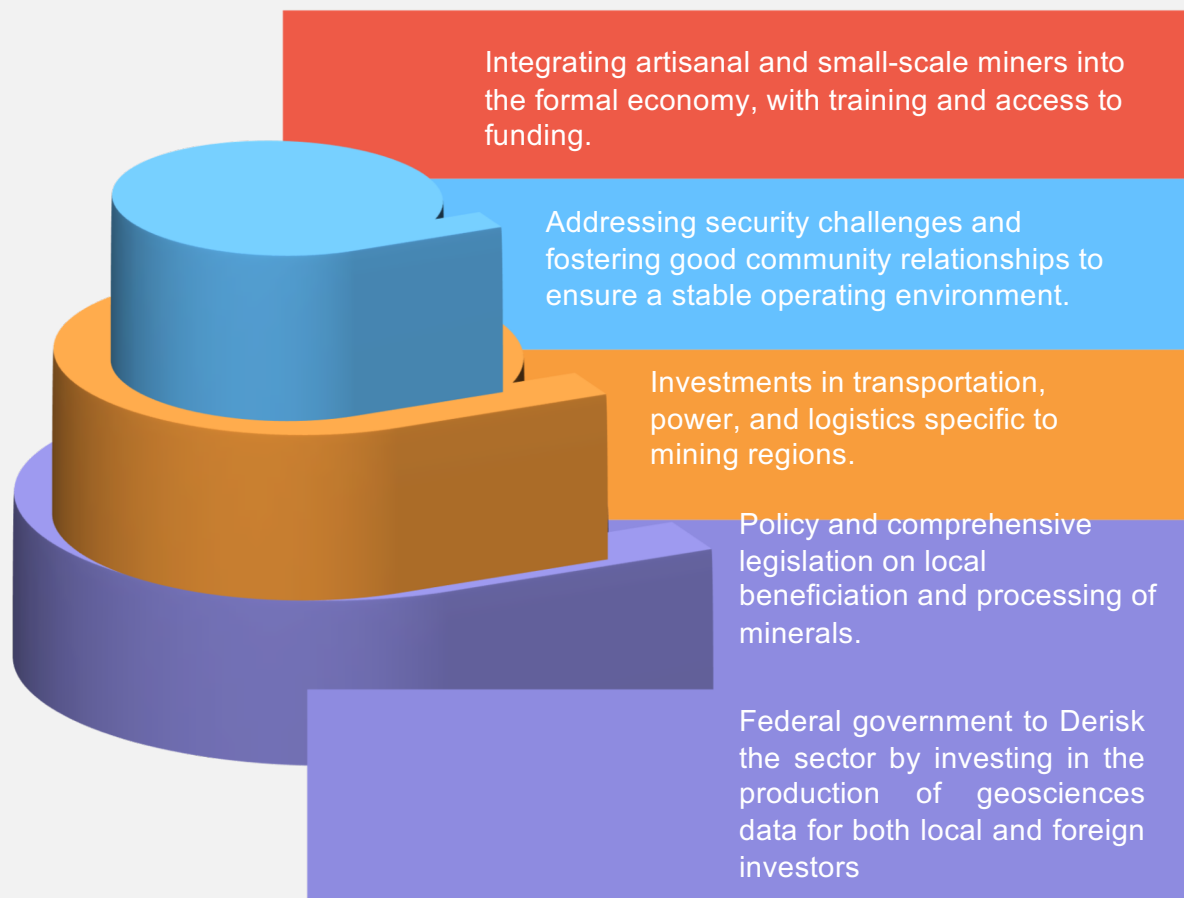 Integrating artisanal and small-scale miners into
the formal economy, with training and access to
funding.
Addressing security challenges and
fostering good community relationships to
ensure a stable operating environment.
Investments in transportation,
power, and logistics specific to
mining regions.
Policy and comprehensive
legislation on local
beneficiation and processing of
minerals.
Federal government to Derisk
the sector by investing in the
production of geosciences
data for both local and foreign
investors